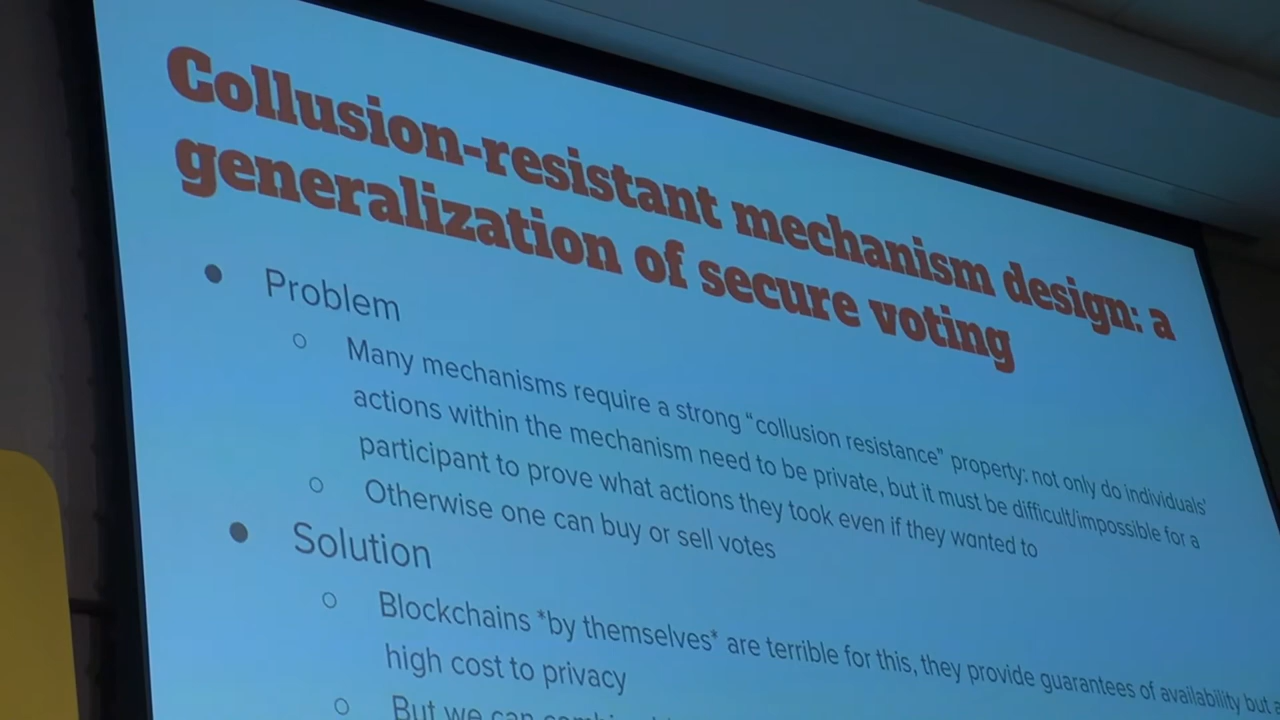 Collusion-resistant mechanism design: a
generalization of secure voting
● Problem
○ Many mechanisms require a strong “collusion resistance” property: not only do individuals'
actions within the mechanism need to be private, but it must be difficult/impossible for a
participant to prove what actions they took even if they wanted to
○ Otherwise one can buy or sell votes
● Solution
○ Blockchains *by themselves* are terrible for this, they provide guarantees of availability but
high cost to privacy
○ But we can